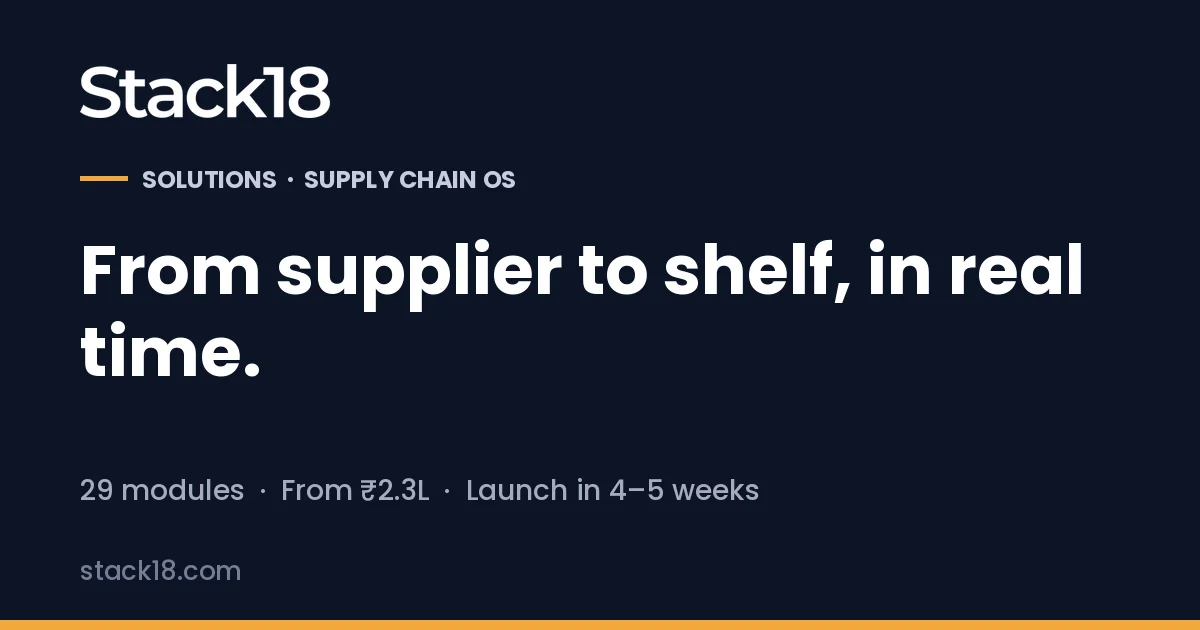 Stack18
SOLUTIONS · SUPPLY CHAIN OS
From supplier to shelf, in real
time.
29 modules · From ₹2.3L · Launch in 4–5 weeks
stack18.com